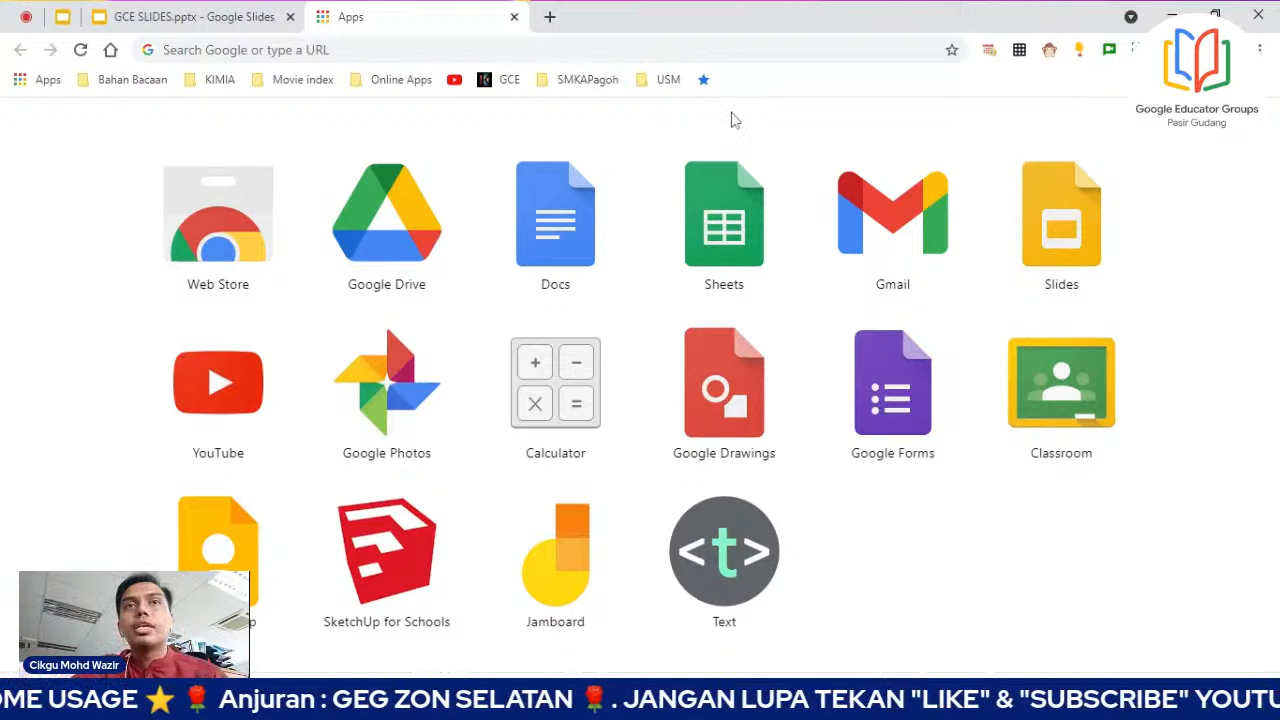 GCE SLIDES.pptx - Google Slides
Apps
Search Google or type a URL
Apps
Bahan Bacaan
KIMIA
Movie index
Online Apps
GCE
SMKAPagoh
USM
Google Educator Groups
Pasir Gudang
Web Store
Google Drive
Docs
Sheets
Gmail
Slides
YouTube
Google Photos
Calculator
Google Drawings
Google Forms
Classroom
SketchUp for Schools
Jamboard
<t>
Text
Cikgu Mohd Wazir
OME USAGE ⭐ 🌹 Anjuran : GEG ZON SELATAN 🌹. JANGAN LUPA TEKAN "LIKE" & "SUBSCRIBE" YOUTU